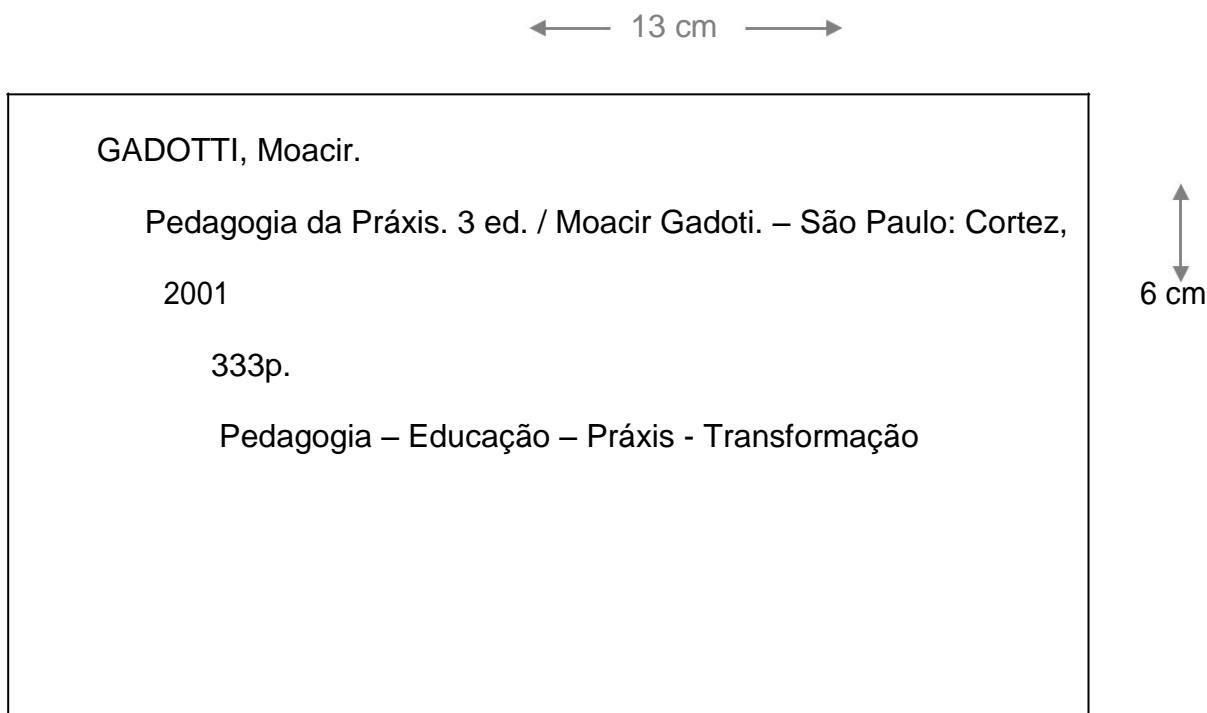 13 cm
GADOTTI, Moacir.
Pedagogia da Práxis. 3 ed. / Moacir Gadoti. – São Paulo: Cortez,
2001
6 cm
333p.
Pedagogia – Educação – Práxis - Transformação